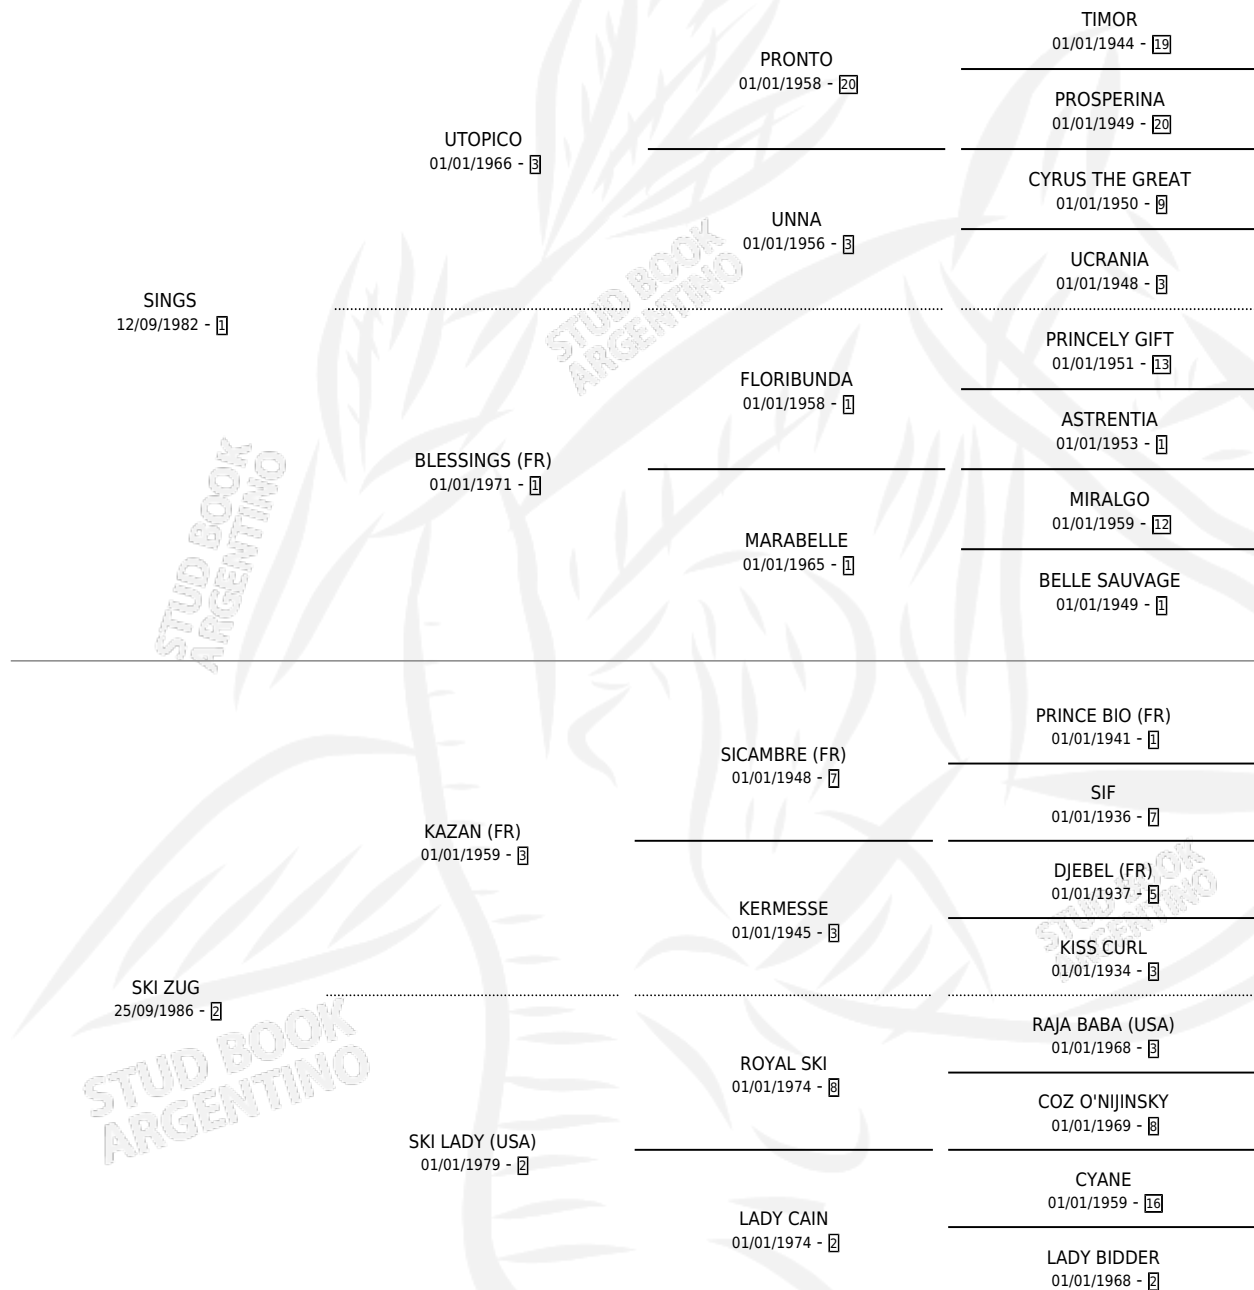 TIMOR
01/01/1944 - 19
PRONTO
01/01/1958 - 20
PROSPERINA
01/01/1949 - 20
UTOPICO
01/01/1966 - 3
CYRUS THE GREAT
01/01/1950 - 9
UNNA
01/01/1956 - 3
UCRANIA
01/01/1948 - 3
SINGS
12/09/1982 - 1
STUD BOOK
ARGENTINO
PRINCELY GIFT
01/01/1951 - 13
FLORIBUNDA
01/01/1958 - 1
ASTRENTIA
01/01/1953 - 1
BLESSINGS (FR)
01/01/1971 - 1
MIRALGO
01/01/1959 - 12
MARABELLE
01/01/1965 - 1
BELLE SAUVAGE
01/01/1949 - 1
STUD BOOK
ARGENTINO
PRINCE BIO (FR)
01/01/1941 - 1
SICAMBRE (FR)
01/01/1948 - 7
SIF
01/01/1936 - 7
KAZAN (FR)
01/01/1959 - 3
DJEBEL (FR)
01/01/1937 - 5
KERMESSE
01/01/1945 - 3
STUD BOOK
ARGENTINO
KISS CURL
01/01/1934 - 3
SKI ZUG
25/09/1986 - 2
STUD BOOK
ARGENTINO
RAJA BABA (USA)
01/01/1968 - 3
ROYAL SKI
01/01/1974 - 8
COZ O'NIJINSKY
01/01/1969 - 8
SKI LADY (USA)
01/01/1979 - 2
CYANE
01/01/1959 - 16
LADY CAIN
01/01/1974 - 2
LADY BIDDER
01/01/1968 - 2